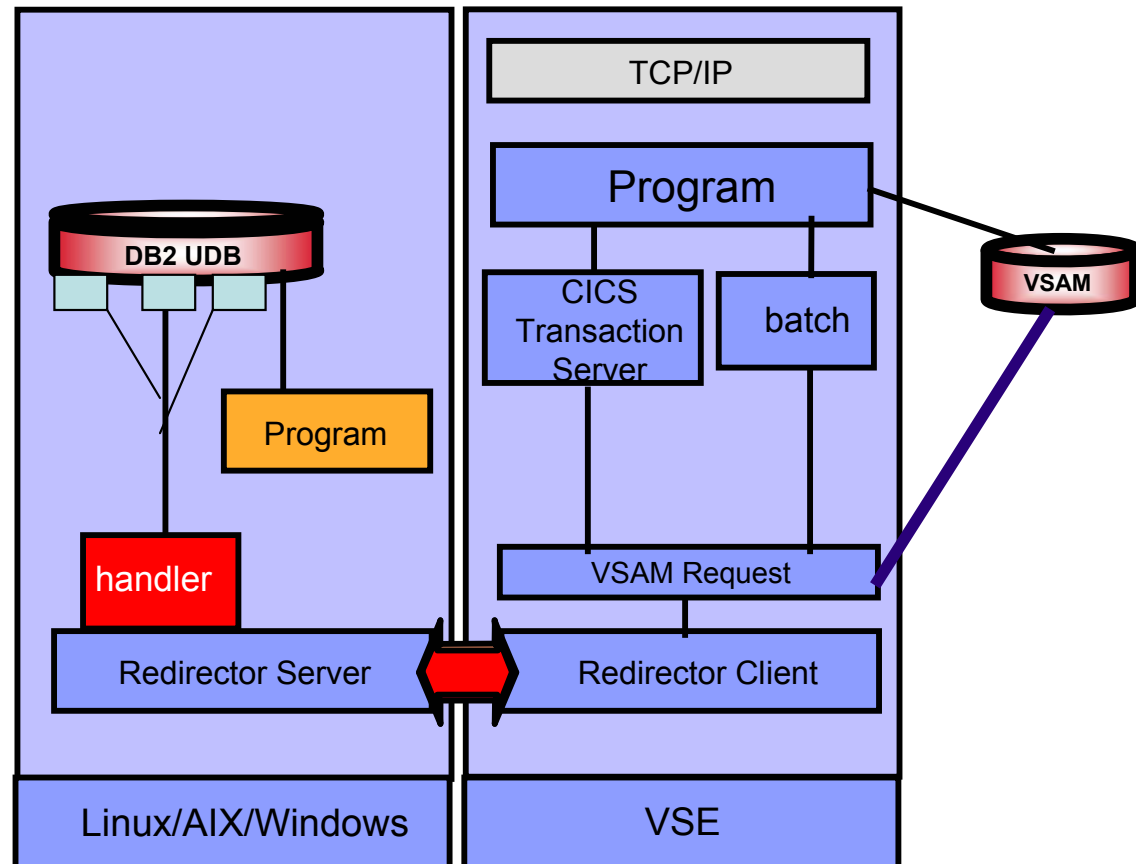 TCP/IP
Program
DB2 UDB
CICS
Transaction
Server
batch
VSAM
Program
handler
VSAM Request
Redirector Server
Redirector Client
Linux/AIX/Windows
VSE